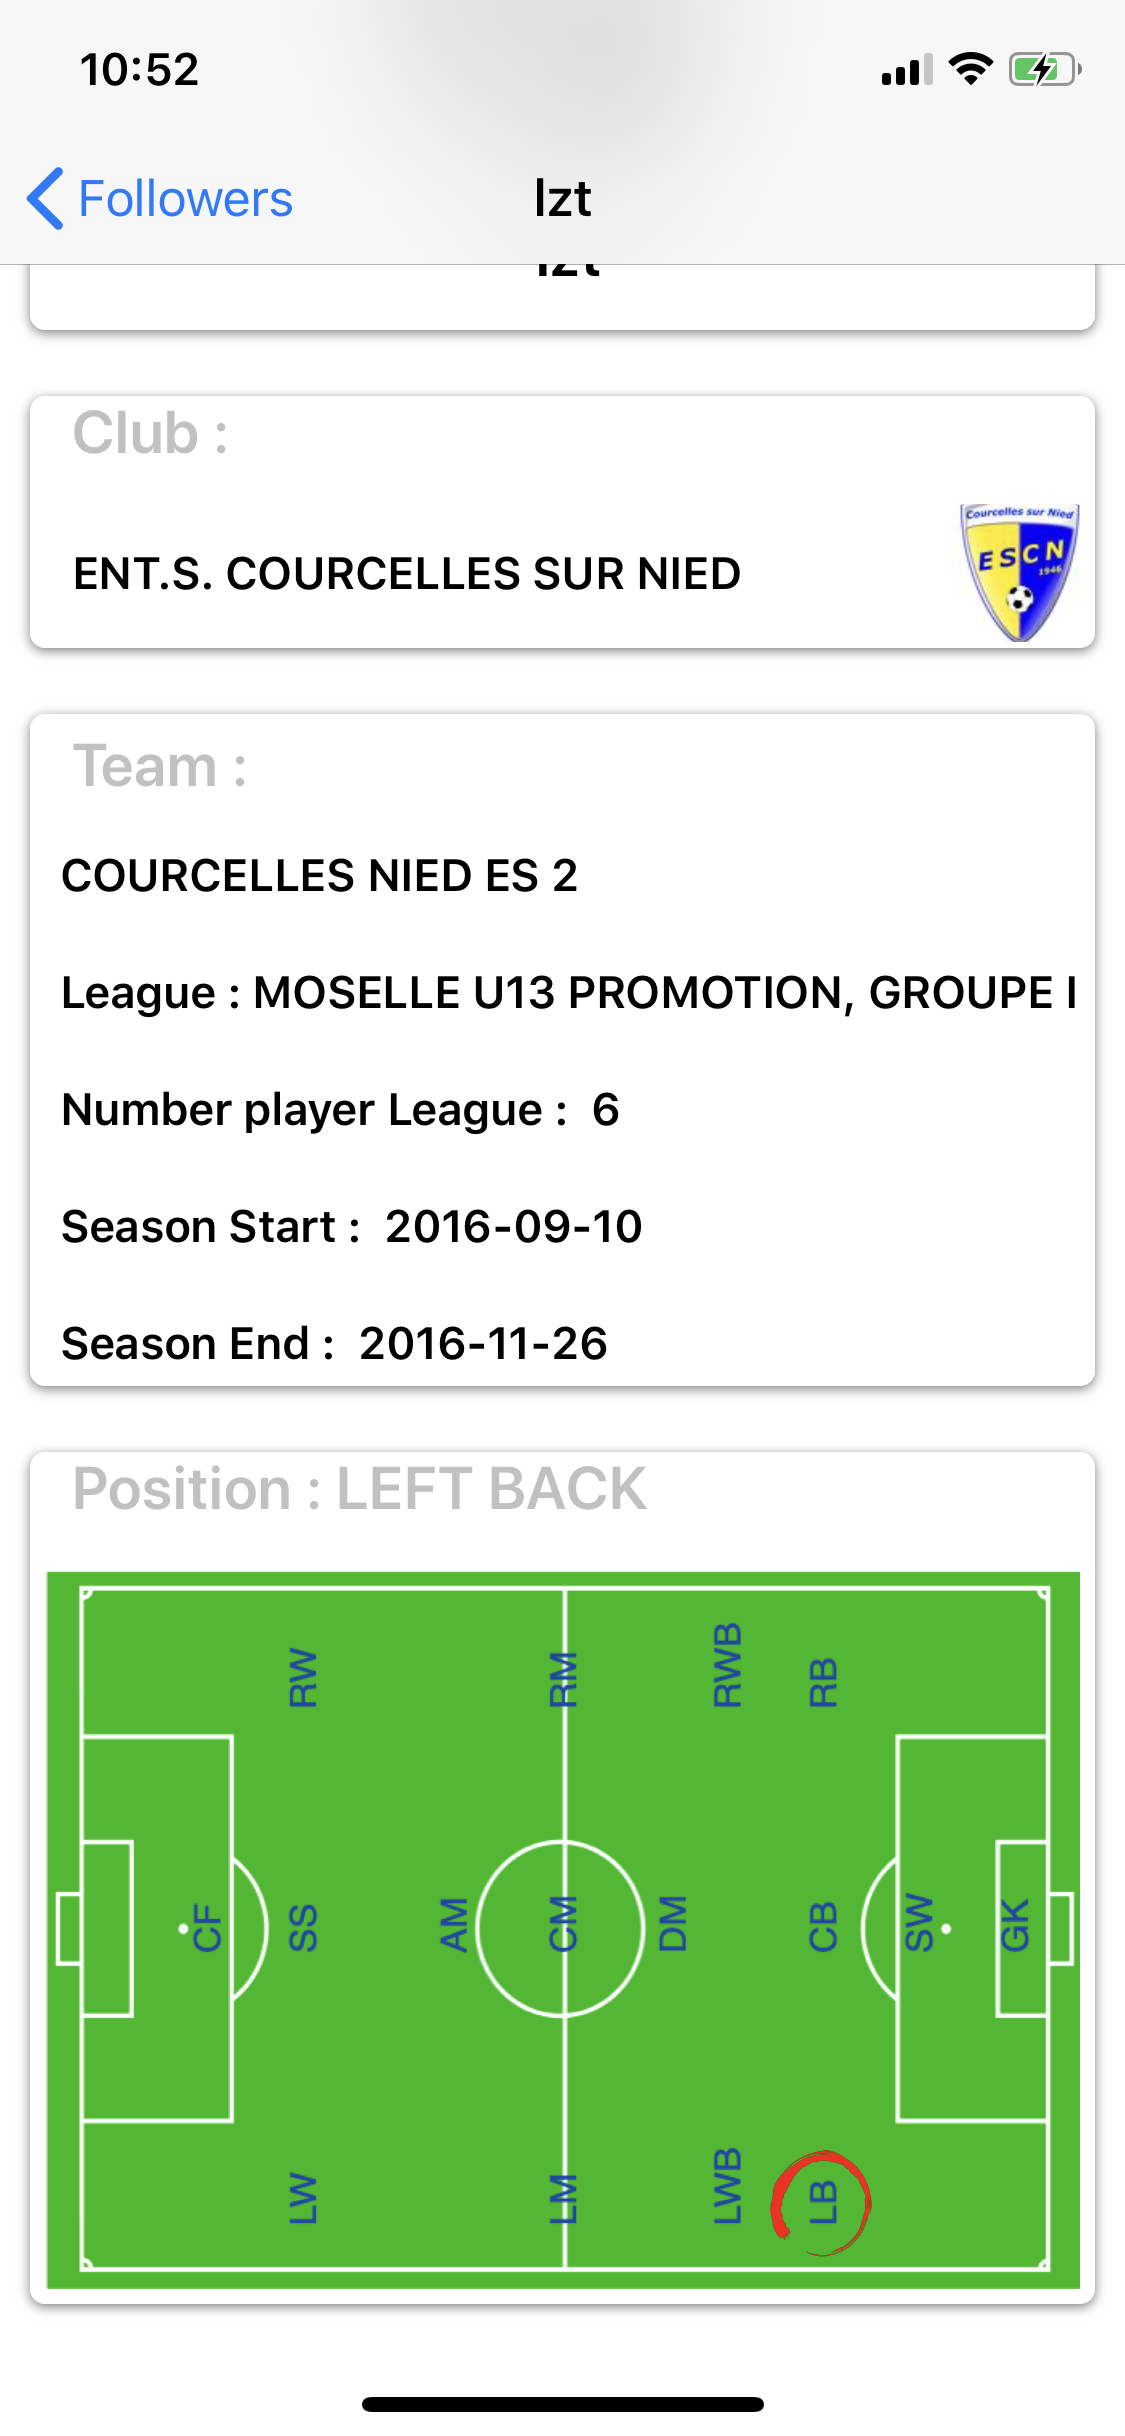 10:52
Followers
lzt
lzt
Club :
ENT.S. COURCELLES SUR NIED
Courcelles sur Nied
ESCN
1946
Team :
COURCELLES NIED ES 2
League : MOSELLE U13 PROMOTION, GROUPE I
Number player League : 6
Season Start : 2016-09-10
Season End : 2016-11-26
Position : LEFT BACK
RW
RM
RWB
RB
CF
SS
AM
CM
DM
CB
SW
GK
LW
LM
LWB
LB